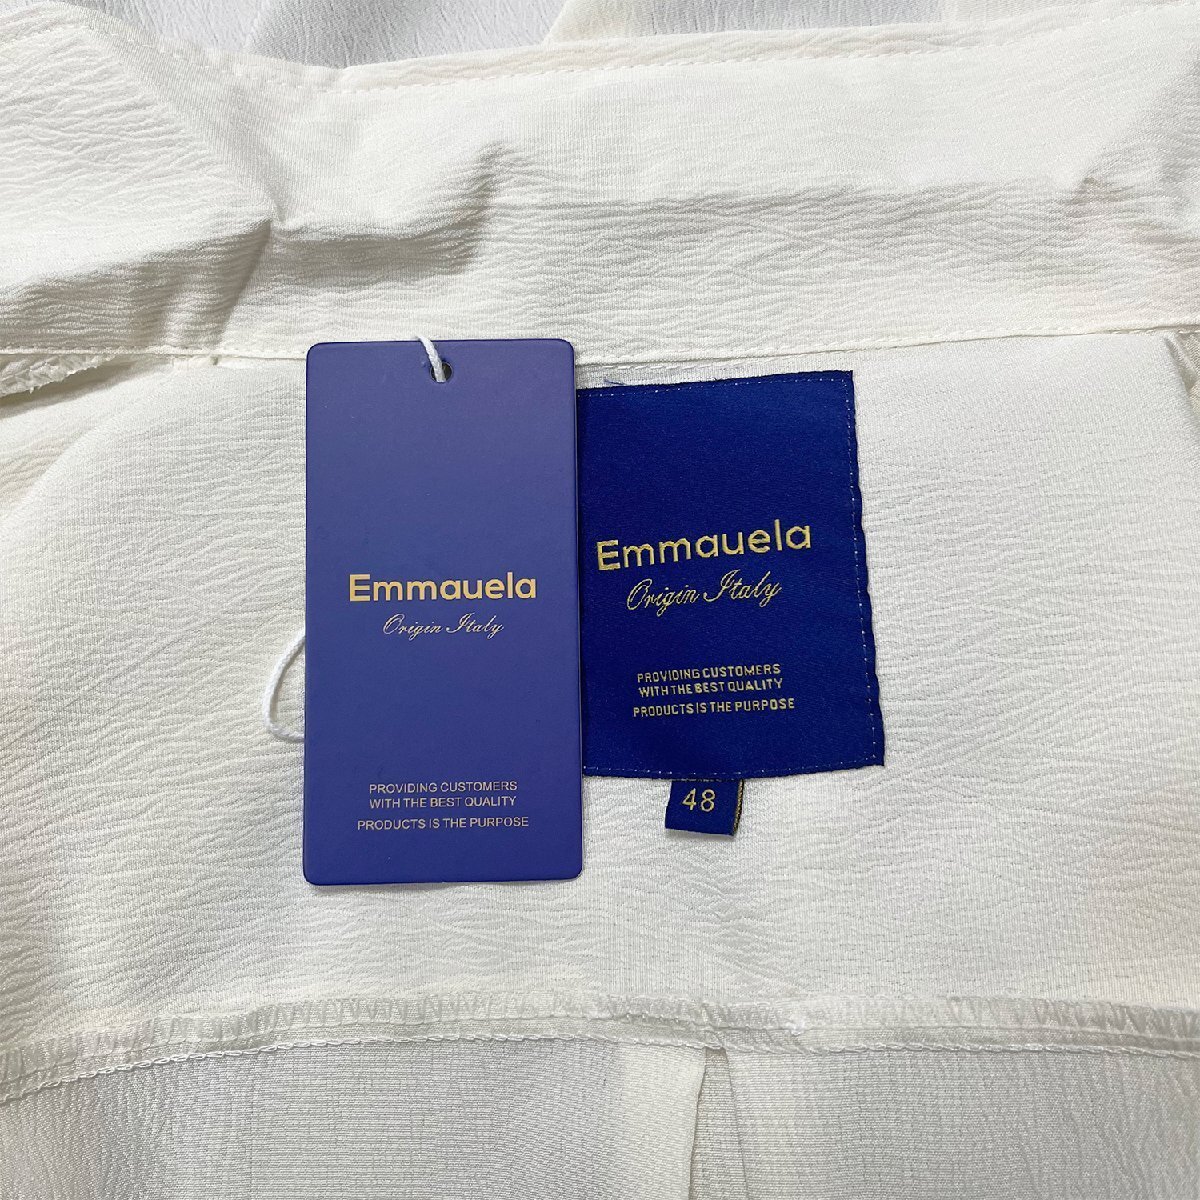 Emmauela
Origin Italy
PROVIDING CUSTOMERS
WITH THE BEST QUALITY
PRODUCTS IS THE PURPOSE
Emmauela
Origin Italy
PROVIDING CUSTOMERS
WITH THE BEST QUALITY
PRODUCTS IS THE PURPOSE
48